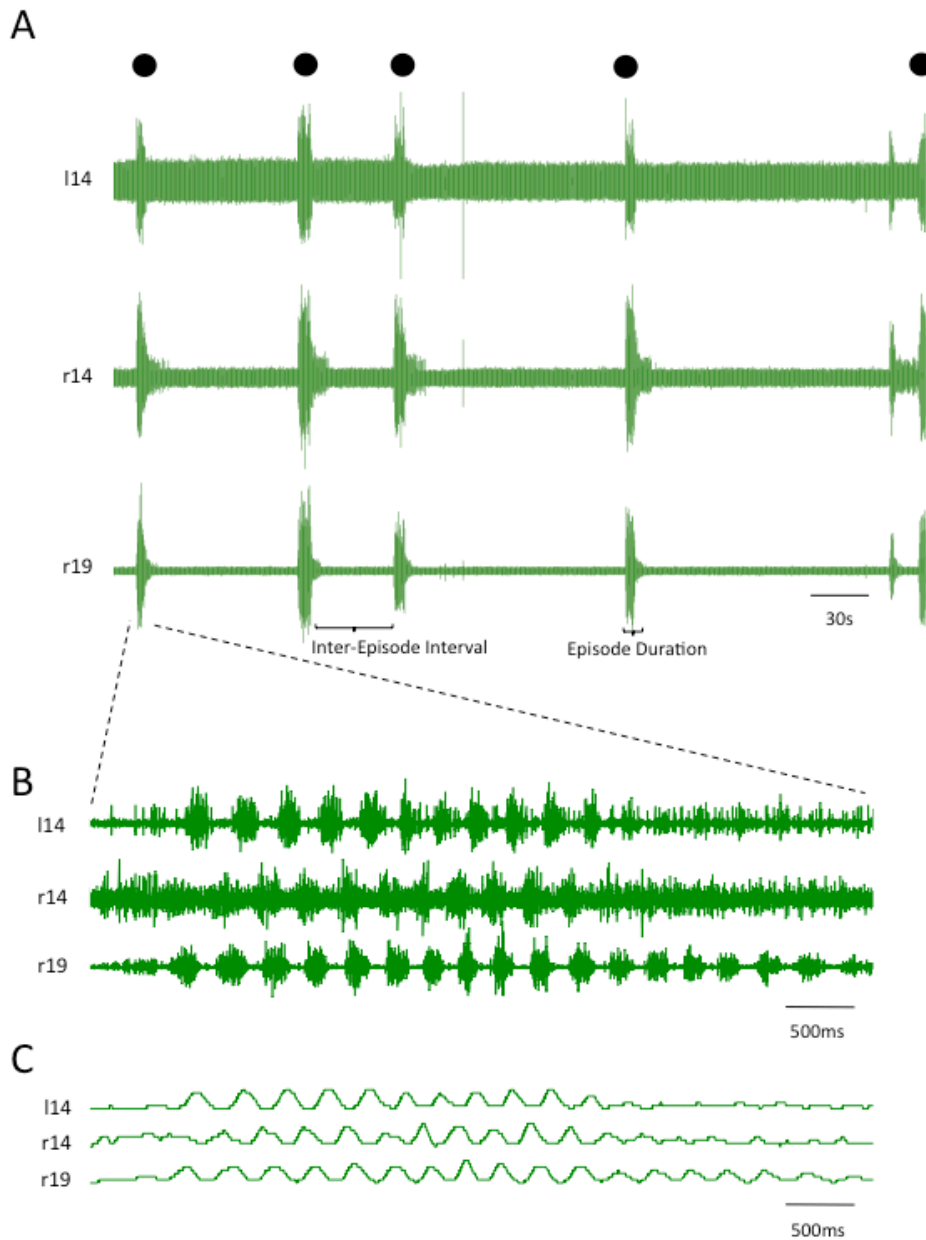 A
l14
r14
r19
30s
Inter-Episode Interval Episode Duration
B
l14
r14
r19
500ms
C
l14
r14
r19
500ms